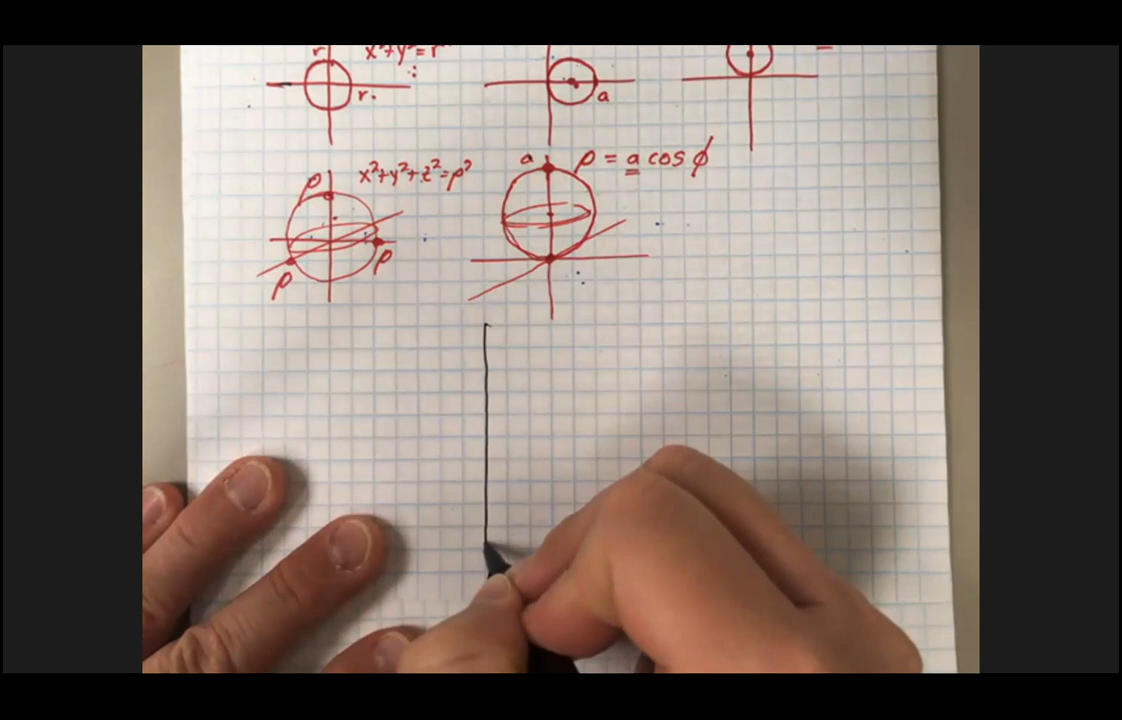 r
x²+y²=r²
r
a
ρ
x²+y²+z²=ρ²
ρ
ρ
a
ρ = a cos ϕ